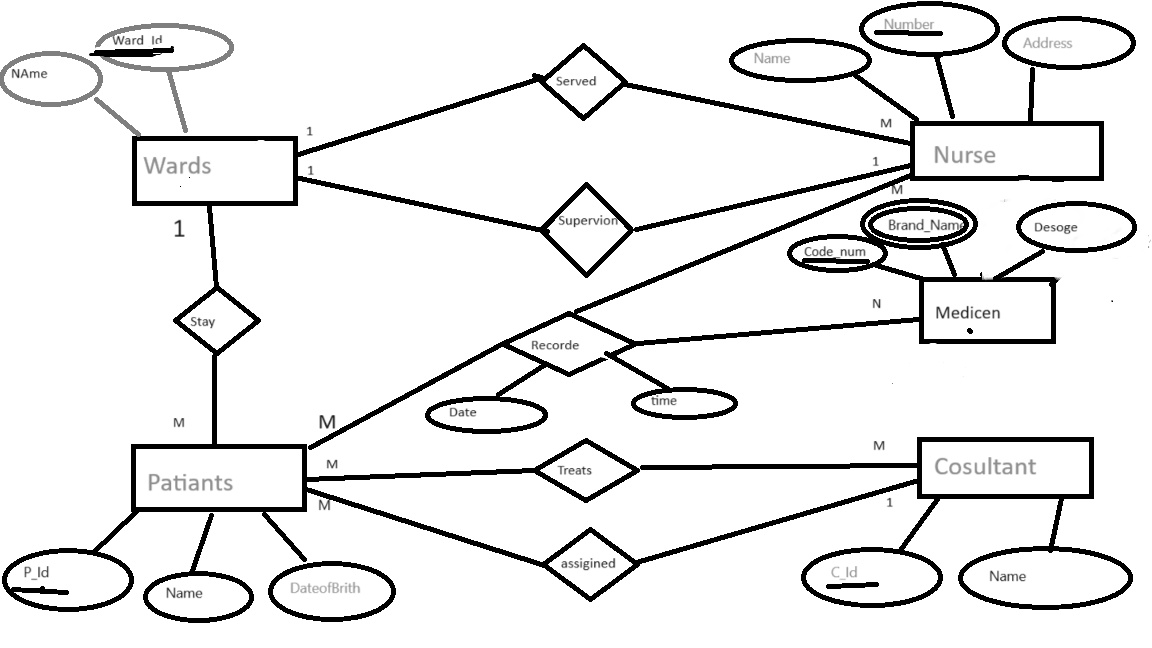 Ward_Id
NAme
Number
Name
Address
Served
1
M
Wards
Nurse
1
1
M
Supervion
1
Brand_Name
Desoge
Code_num
Stay
N
Medicen
Recorde
Date
time
M
M
M
Treats
M
Patiants
Cosultant
M
1
assigined
P_Id
Name
DateofBrith
C_Id
Name